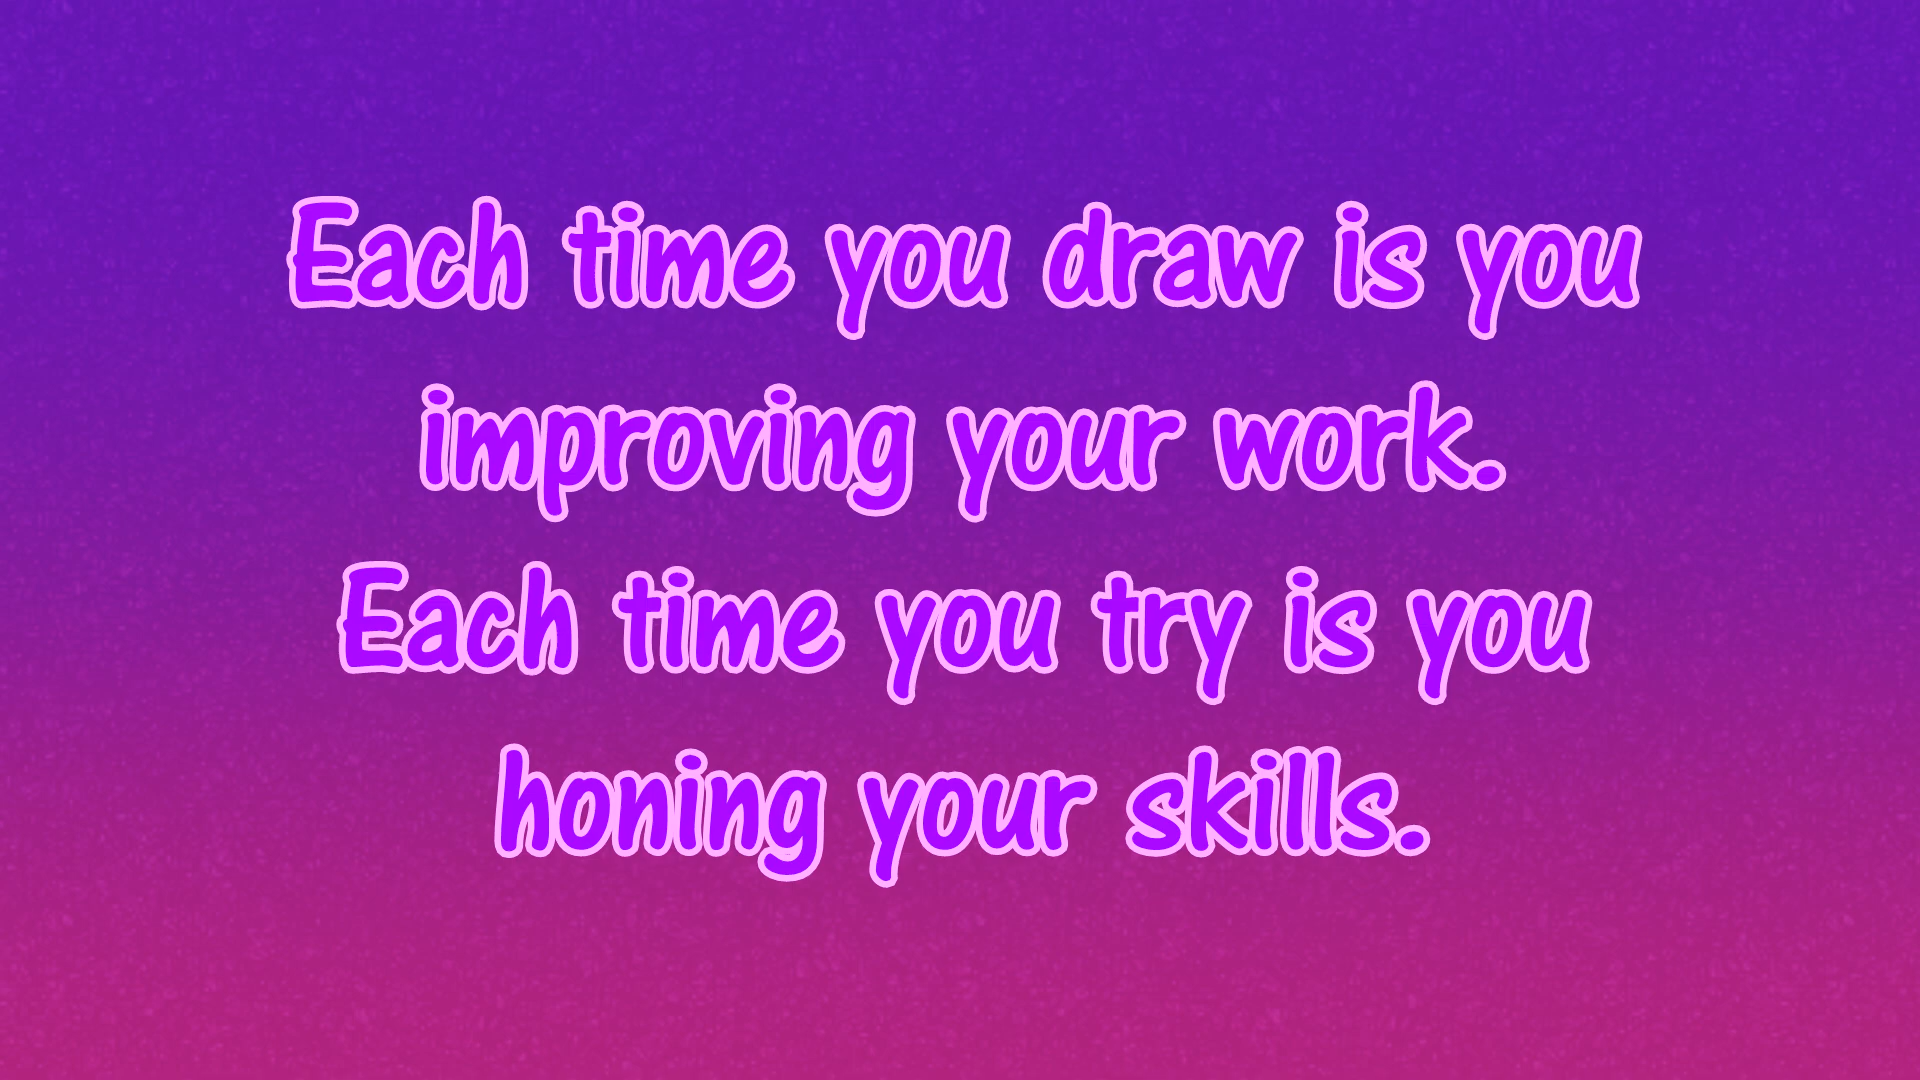 Each time you draw is you
improving your work.
Each time you try is you
honing your skills.